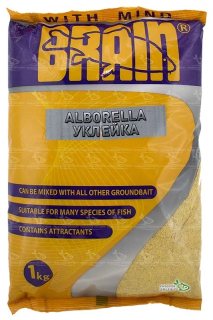 WITH MIND
BRAIN®
ALBORELLA
УКЛЕЙКА
CAN BE MIXED WITH ALL OTHER GROUNDBAIT
SUITABLE FOR MANY SPECIES OF FISH
CONTAINS ATTRACTANTS
1kg